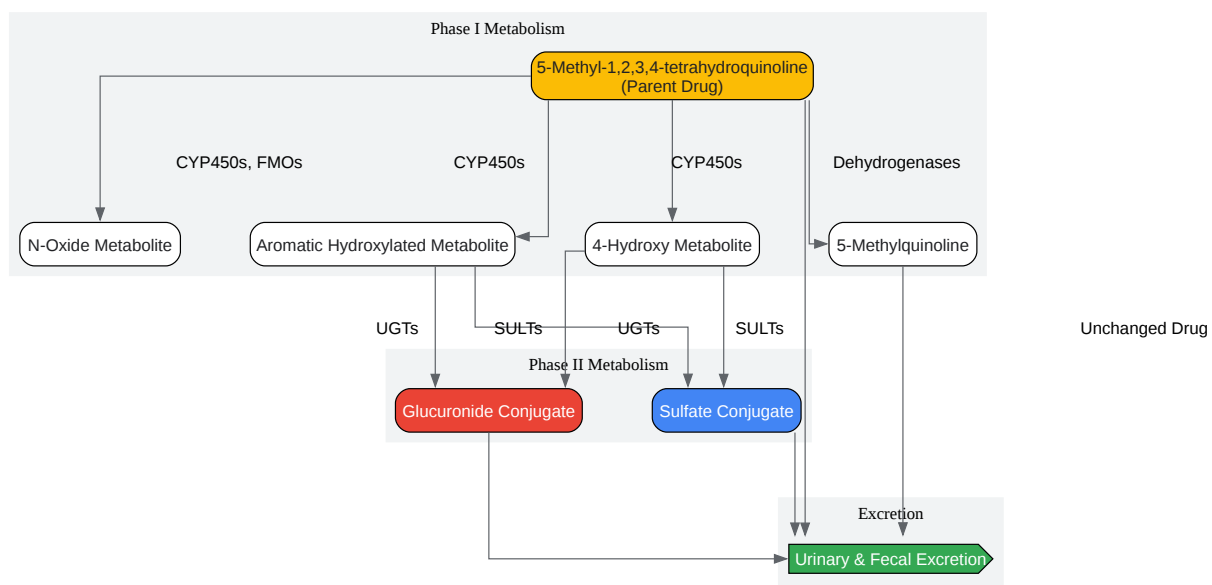 Phase I Metabolism
5-Methyl-1,2,3,4-tetrahydroquinoline
(Parent Drug)
CYP450s, FMOs
CYP450s
CYP450s
Dehydrogenases
N-Oxide Metabolite
Aromatic Hydroxylated Metabolite
4-Hydroxy Metabolite
5-Methylquinoline
UGTs
SULTs
UGTs
SULTs
Unchanged Drug
Phase II Metabolism
Glucuronide Conjugate
Sulfate Conjugate
Excretion
Urinary & Fecal Excretion